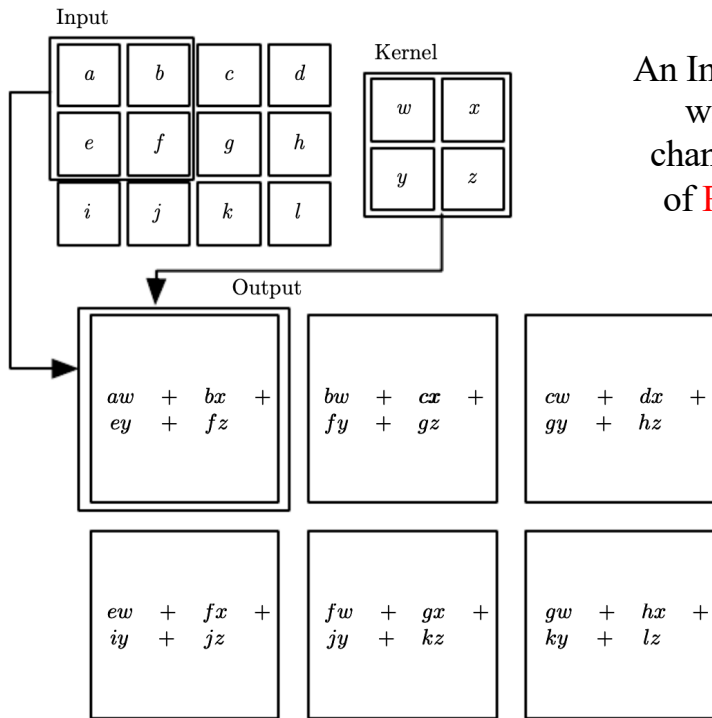 Input
a b c d
e f g h
i j k l
Kernel
w x
y z
An In
w
chan
of
Output
aw + bx +
ey + fz
bw + cx +
fy + gz
cw + dx +
gy + hz
ew + fx +
iy + jz
fw + gx +
jy + kz
gw + hx +
ky + lz